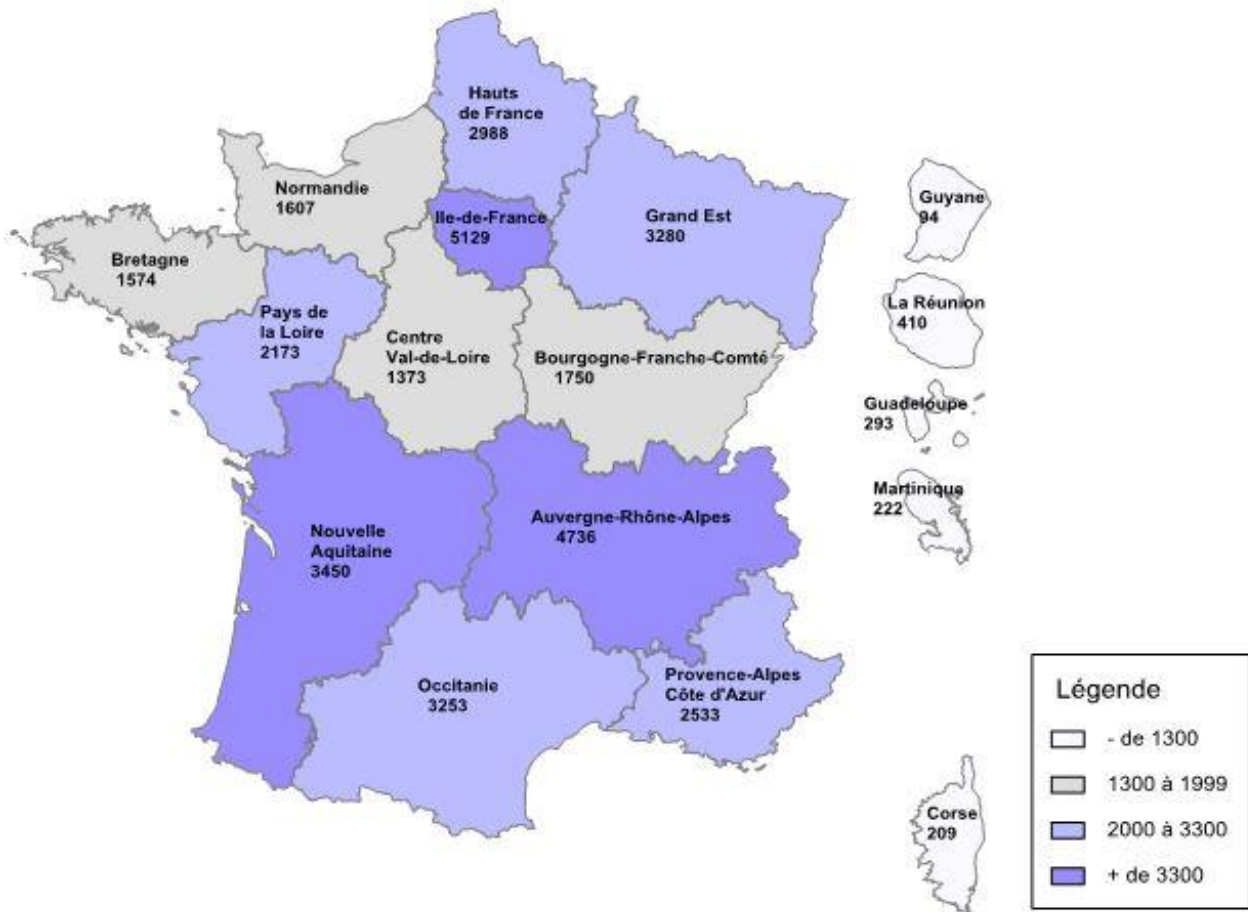 Hauts
de France
2988
Normandie
1607
Ile-de-France
5129
Grand Est
3280
Guyane
94
Bretagne
1574
Pays de
la Loire
2173
Centre
Val-de-Loire
1373
Bourgogne-Franche-Comté
1750
La Réunion
410
Guadeloupe
293
Martinique
222
Nouvelle
Aquitaine
3450
Auvergne-Rhône-Alpes
4736
Occitanie
3253
Provence-Alpes
Côte d'Azur
2533
Corse
209
Légende
- de 1300
1300 à 1999
2000 à 3300
+ de 3300